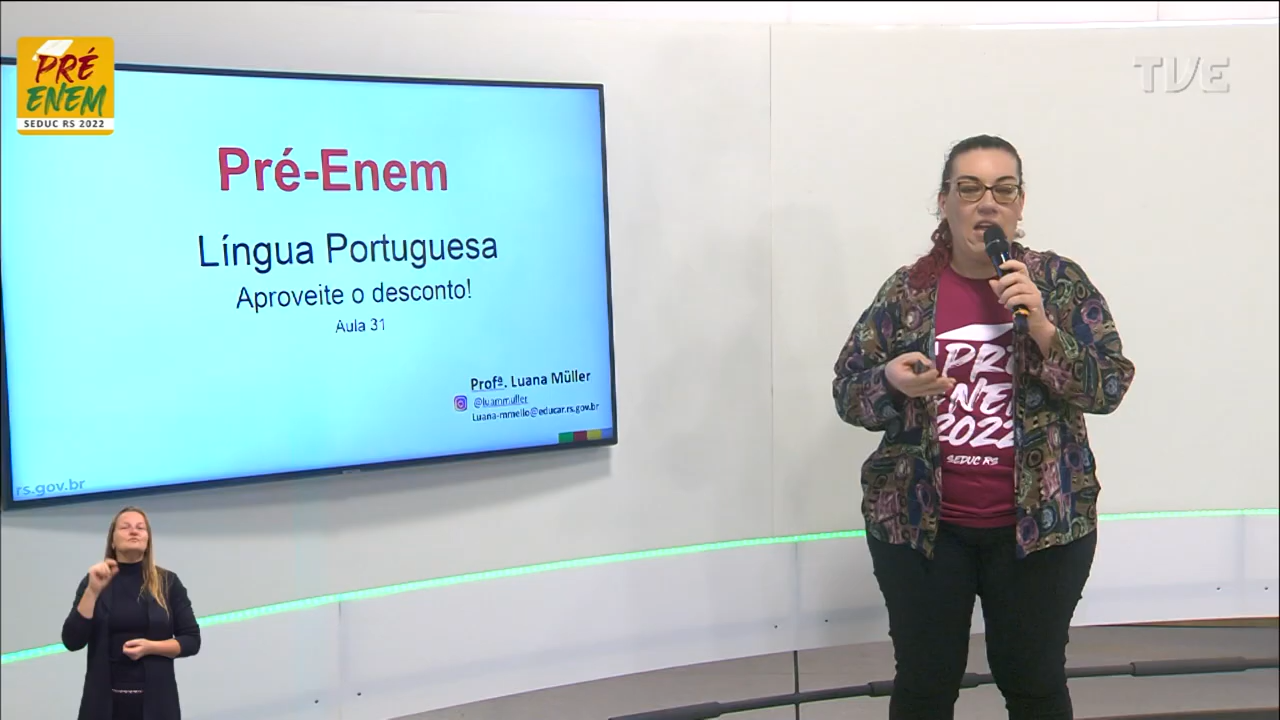 PRÉ
ENEM
SEDUC RS 2022
TVE
Pré-Enem
Língua Portuguesa
Aproveite o desconto!
Aula 31
Profª. Luana Müller
@luammuller
Luana-mmello@educar.rs.gov.br
rs.gov.br
PRÉ
ENEM
2022
SEDUC RS